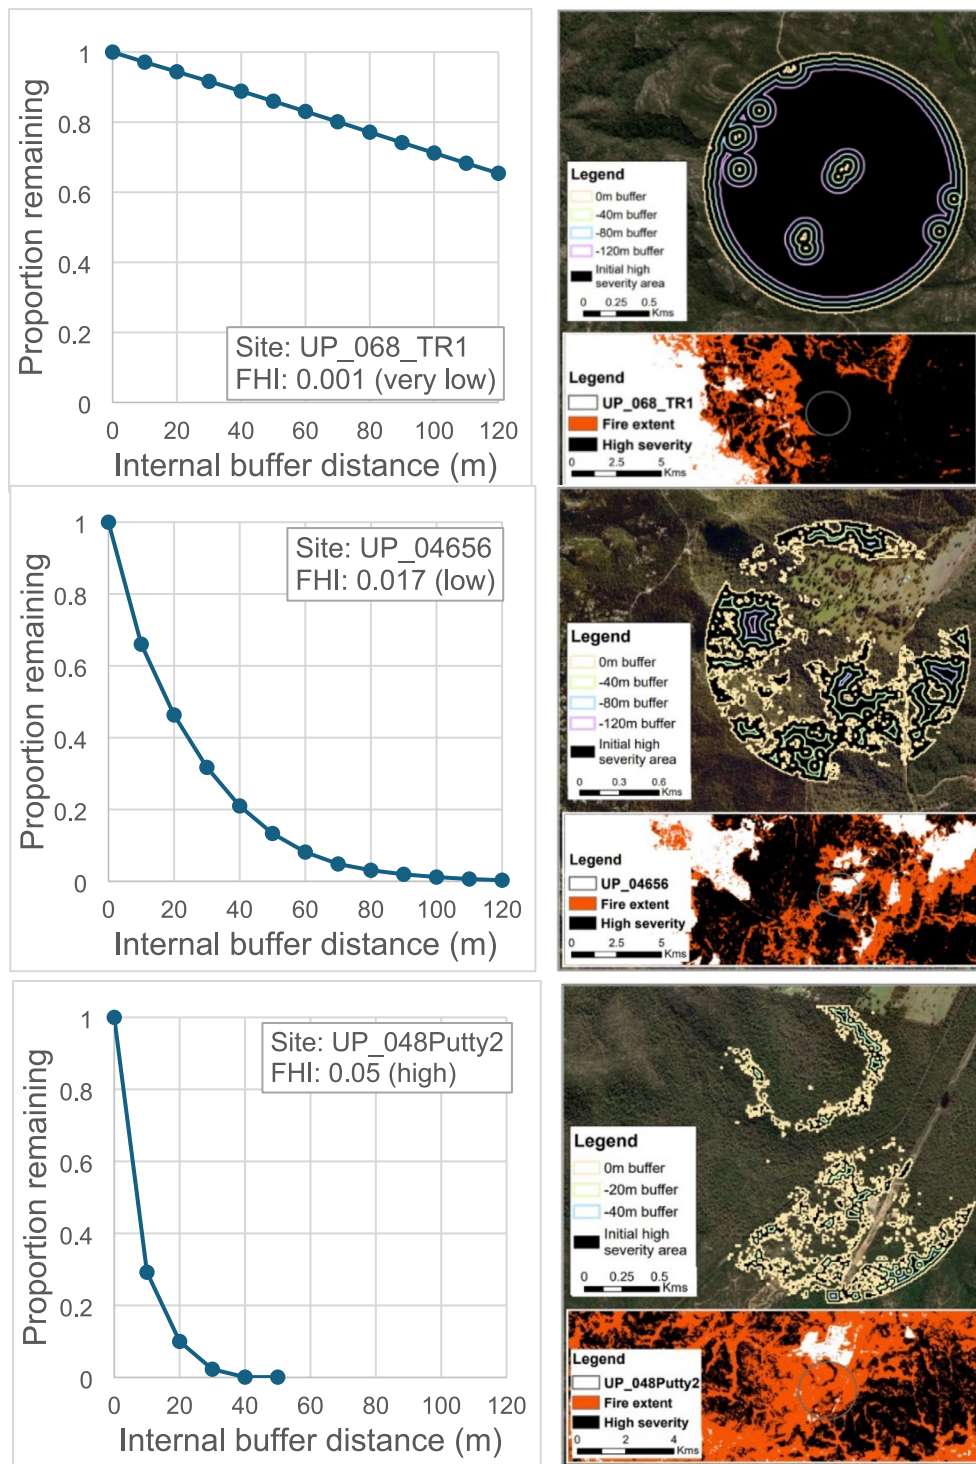 Proportion remaining
1
0.8
0.6
0.4
0.2
0
0 20 40 60 80 100 120
Internal buffer distance (m)
Site: UP_068_TR1
FHI: 0.001 (very low)
Legend
0m buffer
-40m buffer
-80m buffer
-120m buffer
Initial high
severity area
0 0.25 0.5
Kms
Legend
UP_068_TR1
Fire extent
High severity
0 2.5 5
Kms
Proportion remaining
1
0.8
0.6
0.4
0.2
0
0 20 40 60 80 100 120
Internal buffer distance (m)
Site: UP_04656
FHI: 0.017 (low)
Legend
0m buffer
-40m buffer
-80m buffer
-120m buffer
Initial high
severity area
0 0.3 0.6
Kms
Legend
UP_04656
Fire extent
High severity
0 2.5 5
Kms
Proportion remaining
1
0.8
0.6
0.4
0.2
0
0 20 40 60 80 100 120
Internal buffer distance (m)
Site: UP_048Putty2
FHI: 0.05 (high)
Legend
0m buffer
-20m buffer
-40m buffer
Initial high
severity area
0 0.25 0.5
Kms
Legend
UP_048Putty2
Fire extent
High severity
0 2 4
Kms